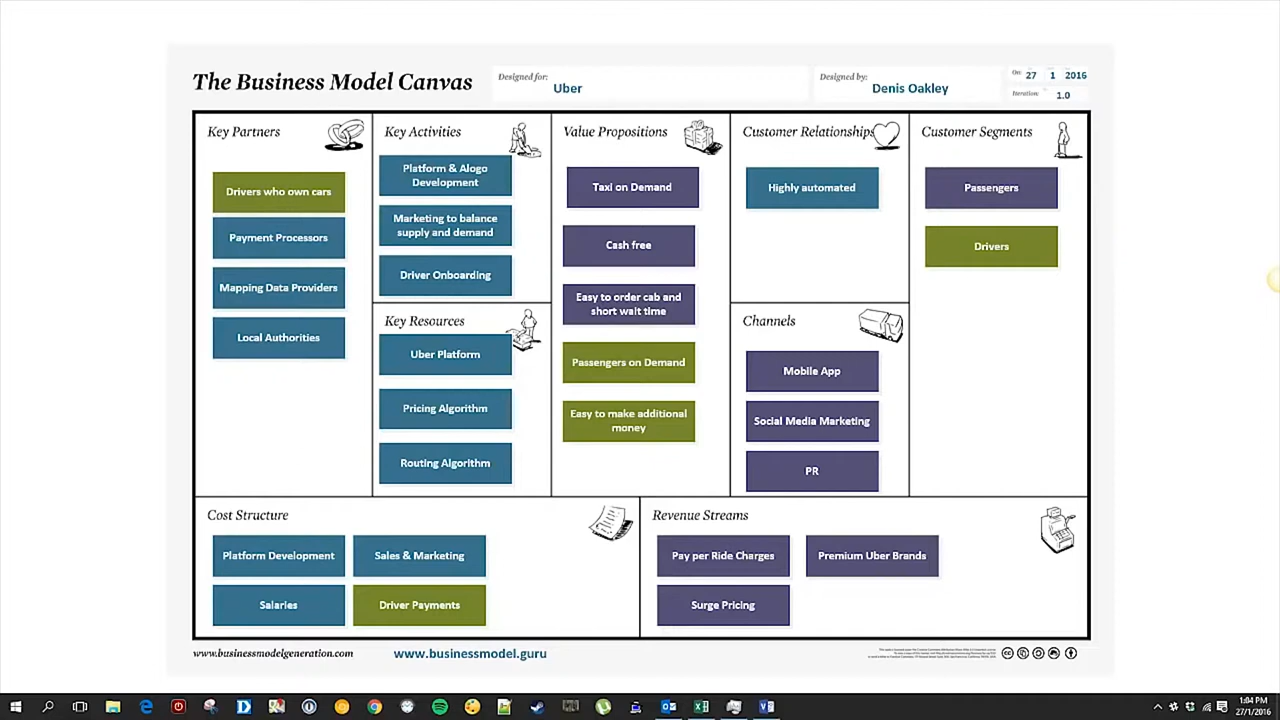 The Business Model Canvas
Designed for:
Uber
Designed by:
Denis Oakley
On: 27 1 2016
Iteration: 1.0
Key Partners
Drivers who own cars
Payment Processors
Mapping Data Providers
Local Authorities
Key Activities
Platform & Alogo
Development
Marketing to balance
supply and demand
Driver Onboarding
Key Resources
Uber Platform
Pricing Algorithm
Routing Algorithm
Value Propositions
Taxi on Demand
Cash free
Easy to order cab and
short wait time
Passengers on Demand
Easy to make additional
money
Customer Relationships
Highly automated
Channels
Mobile App
Social Media Marketing
PR
Customer Segments
Passengers
Drivers
Cost Structure
Platform Development
Sales & Marketing
Salaries
Driver Payments
Revenue Streams
Pay per Ride Charges
Premium Uber Brands
Surge Pricing
www.businessmodelgeneration.com
www.businessmodel.guru
1:04 PM
27/1/2016